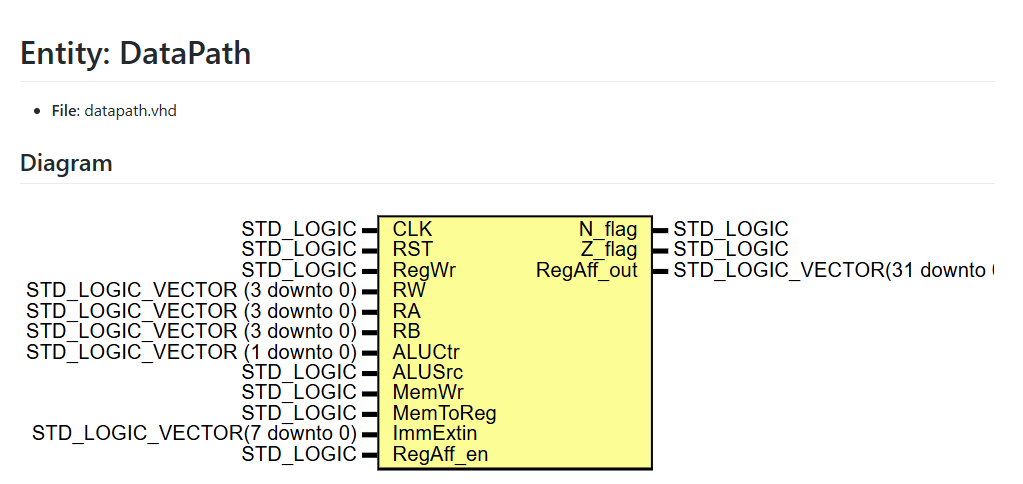 Entity: DataPath
• File: datapath.vhd
Diagram
STD_LOGIC CLK N_flag STD_LOGIC
STD_LOGIC RST Z_flag STD_LOGIC
STD_LOGIC RegWr RegAff_out STD_LOGIC_VECTOR(31 downto
STD_LOGIC_VECTOR (3 downto 0) RW
STD_LOGIC_VECTOR (3 downto 0) RA
STD_LOGIC_VECTOR (3 downto 0) RB
STD_LOGIC_VECTOR (1 downto 0) ALUCtr
STD_LOGIC ALUSrc
STD_LOGIC MemWr
STD_LOGIC MemToReg
STD_LOGIC_VECTOR(7 downto 0) ImmExtin
STD_LOGIC RegAff_en